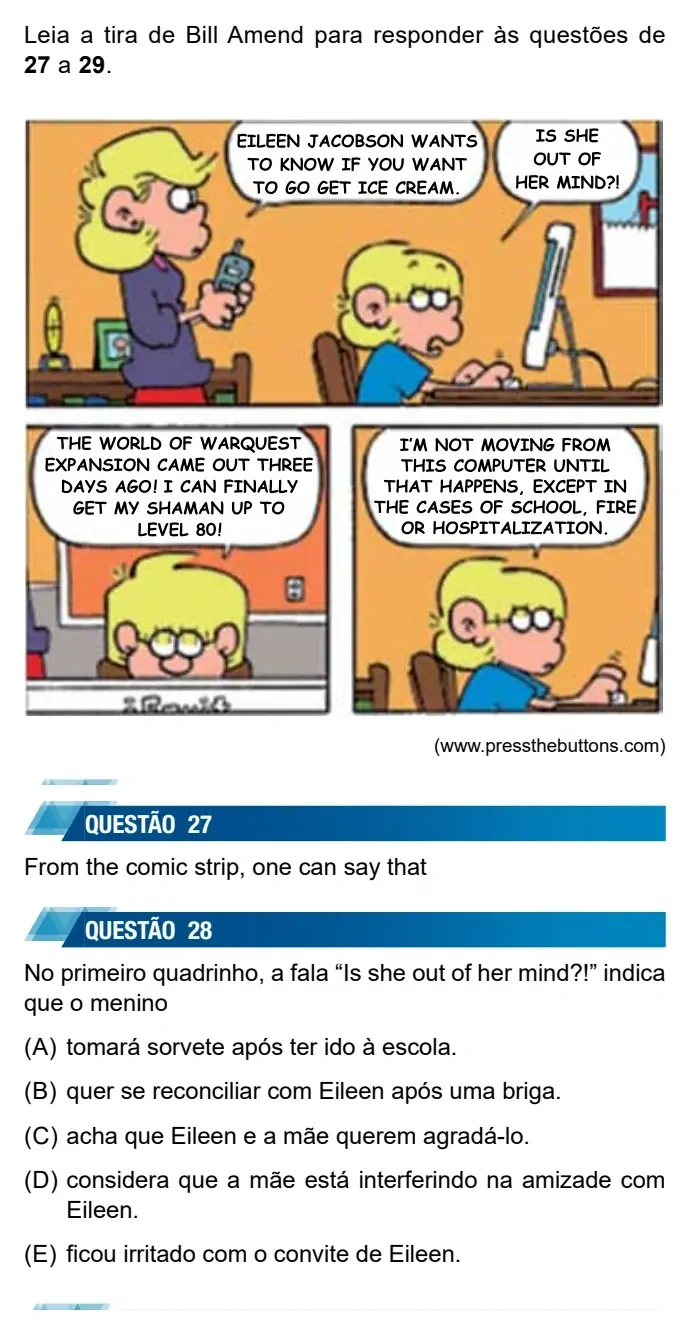 Leia a tira de Bill Amend para responder às questões de
27 a 29.
EILEEN JACOBSON WANTS
TO KNOW IF YOU WANT
TO GO GET ICE CREAM.
IS SHE
OUT OF
HER MIND?!
THE WORLD OF WARQUEST
EXPANSION CAME OUT THREE
DAYS AGO! I CAN FINALLY
GET MY SHAMAN UP TO
LEVEL 80!
I'M NOT MOVING FROM
THIS COMPUTER UNTIL
THAT HAPPENS, EXCEPT IN
THE CASES OF SCHOOL, FIRE
OR HOSPITALIZATION.
iFruit
(www.pressthebuttons.com)
QUESTÃO 27
From the comic strip, one can say that
QUESTÃO 28
No primeiro quadrinho, a fala “Is she out of her mind?!” indica
que o menino
(A) tomará sorvete após ter ido à escola.
(B) quer se reconciliar com Eileen após uma briga.
(C) acha que Eileen e a mãe querem agradá-lo.
(D) considera que a mãe está interferindo na amizade com
Eileen.
(E) ficou irritado com o convite de Eileen.